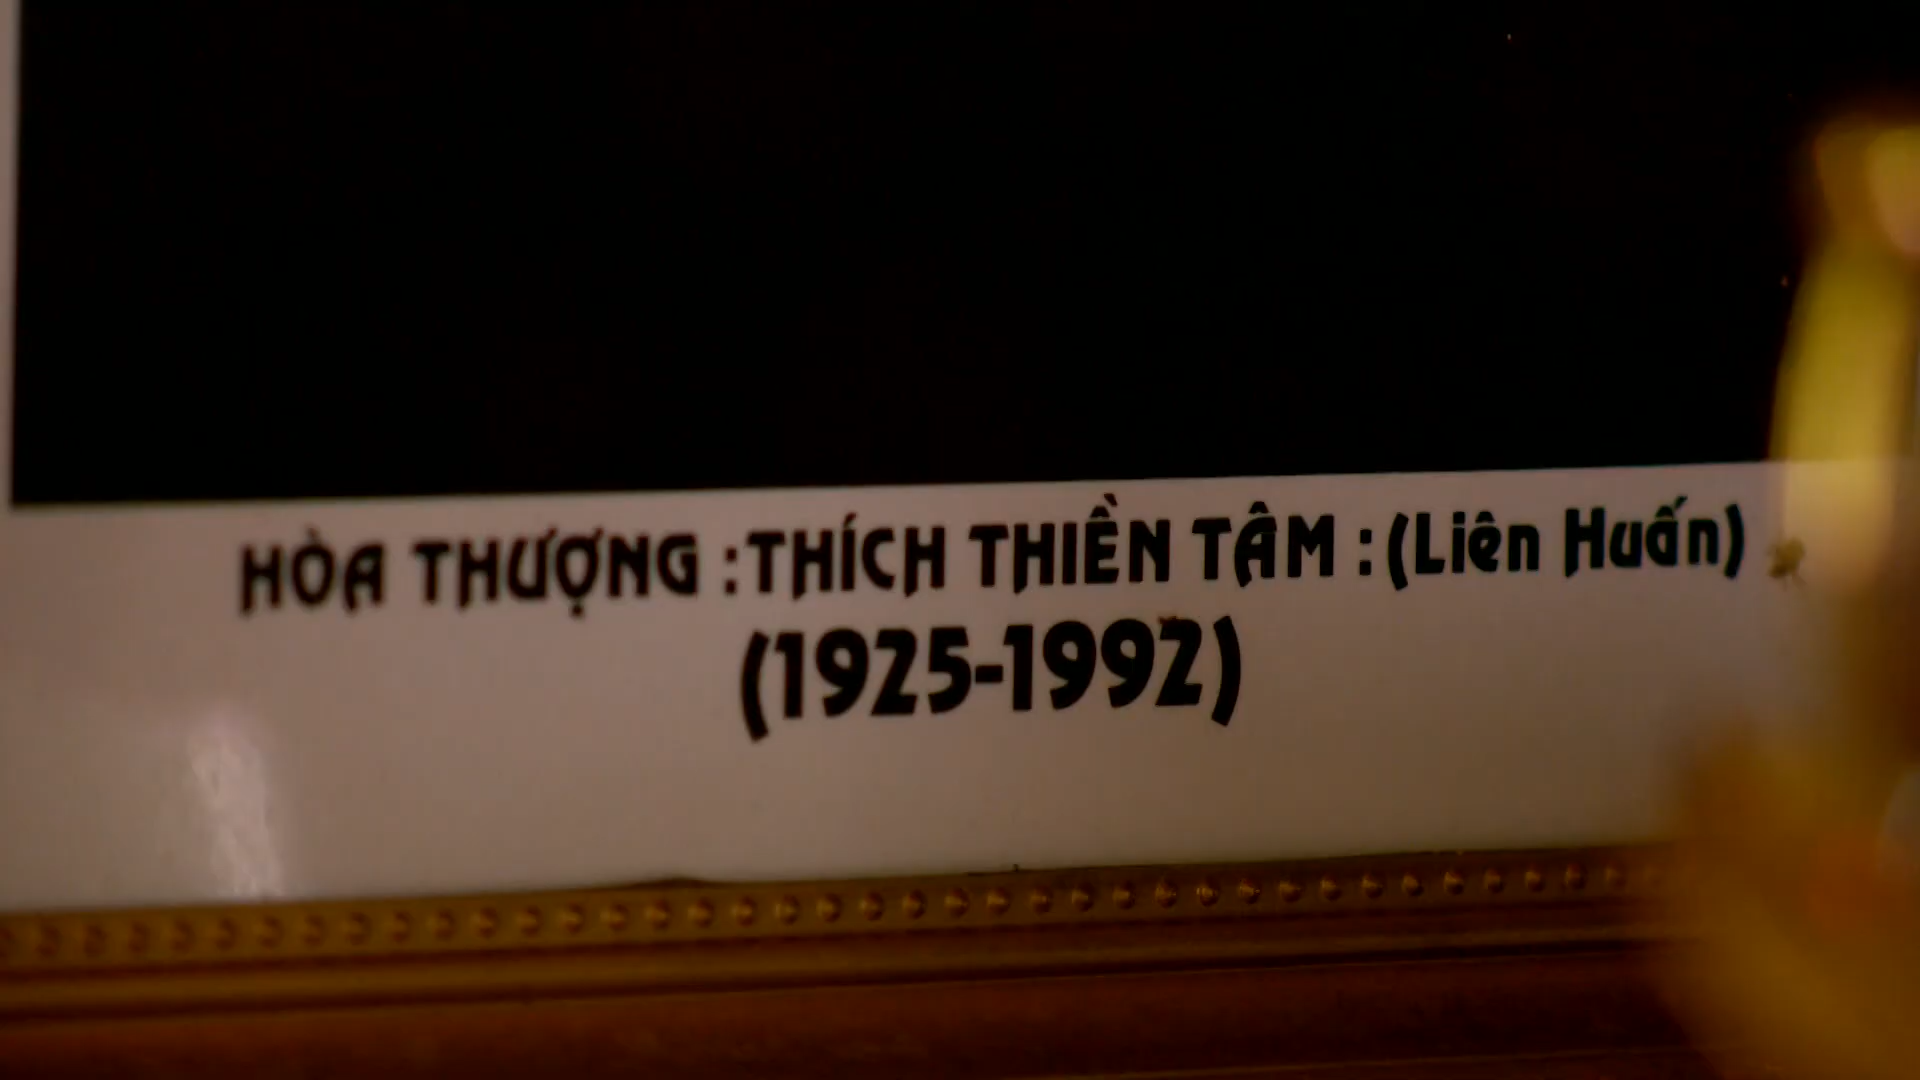 HÒA THƯỢNG :THÍCH THIỀN TÂM :(Liên Huấn)
(1925-1992)